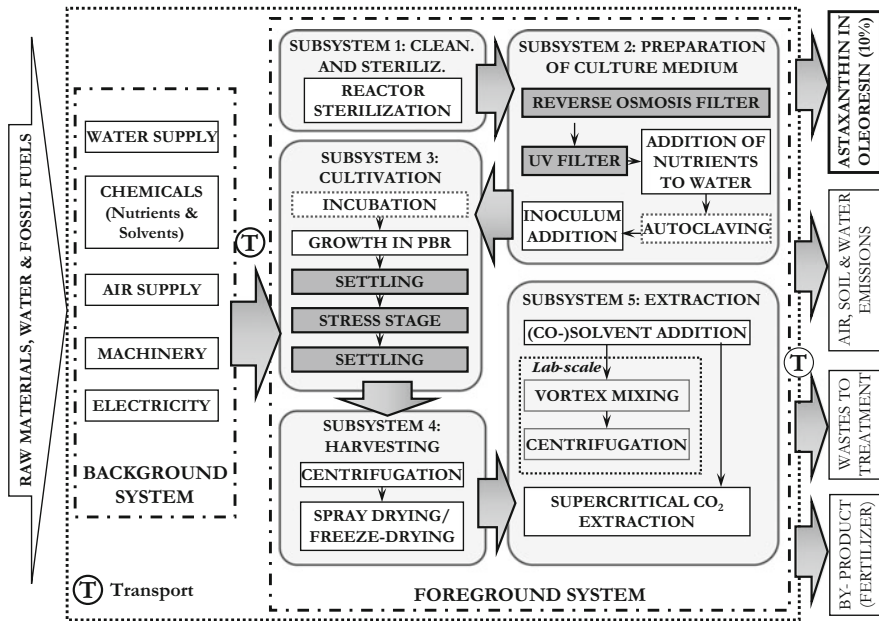 RAW MATERIALS, WATER & FOSSIL FUELS
WATER SUPPLY
CHEMICALS
(Nutrients &
Solvents)
AIR SUPPLY
MACHINERY
ELECTRICITY
BACKGROUND
SYSTEM
T
T Transport
SUBSYSTEM 1: CLEAN.
AND STERILIZ.
REACTOR
STERILIZATION
SUBSYSTEM 2: PREPARATION
OF CULTURE MEDIUM
REVERSE OSMOSIS FILTER
UV FILTER
ADDITION OF
NUTRIENTS
TO WATER
INOCULUM
ADDITION
AUTOCLAVING
SUBSYSTEM 3:
CULTIVATION
INCUBATION
GROWTH IN PBR
SETTLING
STRESS STAGE
SETTLING
SUBSYSTEM 4:
HARVESTING
CENTRIFUGATION
SPRAY DRYING/
FREEZE-DRYING
SUBSYSTEM 5: EXTRACTION
(CO-)SOLVENT ADDITION
Lab-scale
VORTEX MIXING
CENTRIFUGATION
SUPERCRITICAL CO₂
EXTRACTION
FOREGROUND SYSTEM
T
ASTAXANTHIN IN
OLEORESIN (10%)
AIR, SOIL & WATER
EMISSIONS
WASTES TO
TREATMENT
BY- PRODUCT
(FERTILIZER)